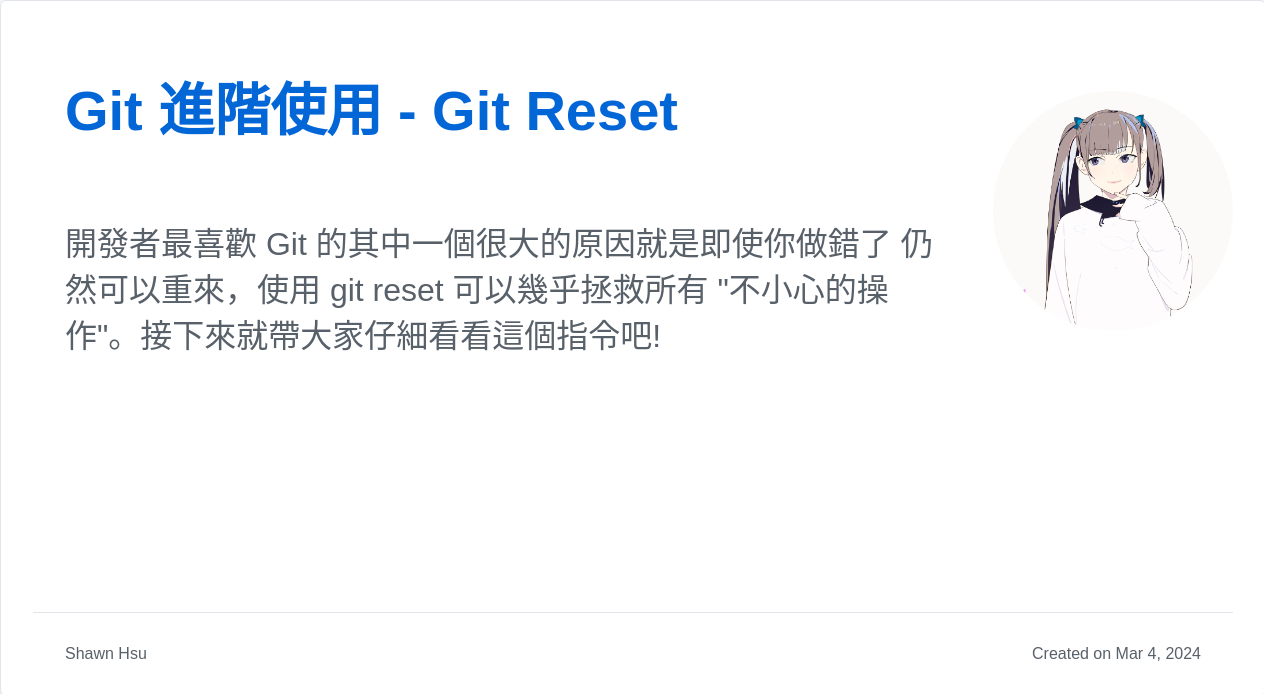 Git 進階使用 - Git Reset
開發者最喜歡 Git 的其中一個很大的原因就是即使你做錯了 仍
然可以重來，使用 git reset 可以幾乎拯救所有 "不小心的操
作"。接下來就帶大家仔細看看這個指令吧!
Shawn Hsu
Created on Mar 4, 2024